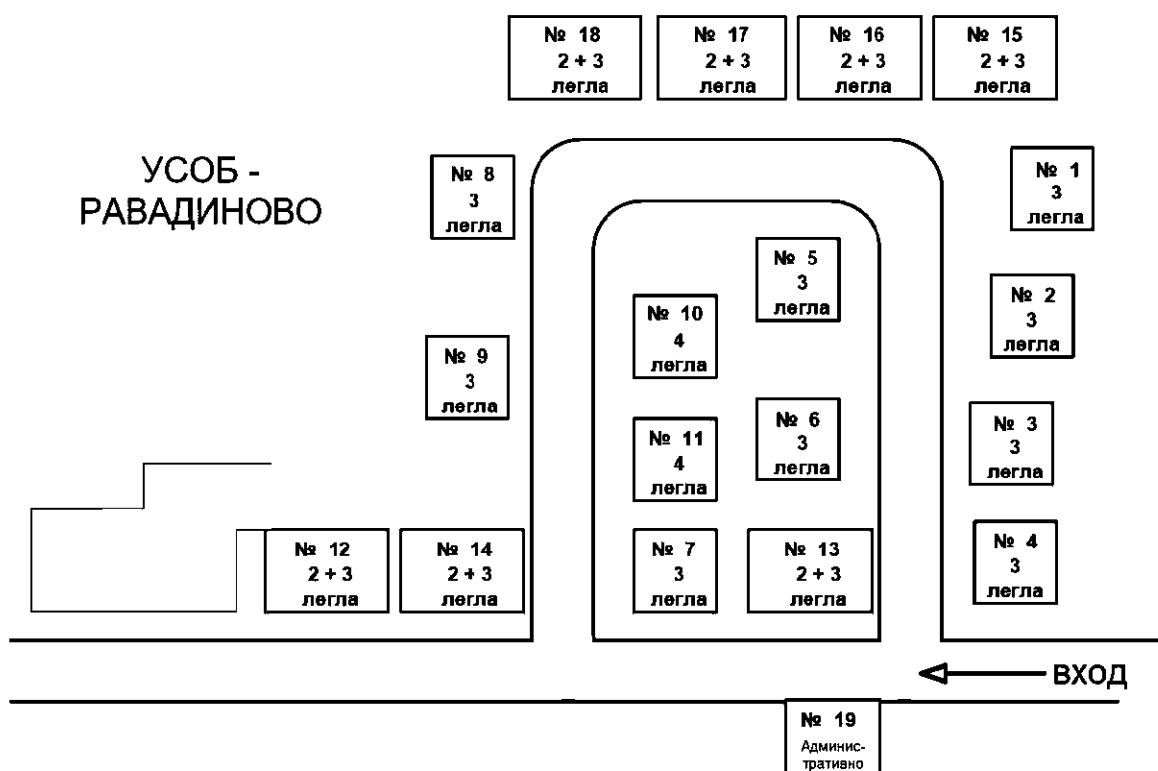 № 18
2 + 3
легла
№ 17
2 + 3
легла
№ 16
2 + 3
легла
№ 15
2 + 3
легла
УСОБ -
РАВАДИНОВО
№ 8
3
легла
№ 1
3
легла
№ 5
3
легла
№ 10
4
легла
№ 2
3
легла
№ 9
3
легла
№ 6
3
легла
№ 11
4
легла
№ 3
3
легла
№ 12
2 + 3
легла
№ 14
2 + 3
легла
№ 7
3
легла
№ 13
2 + 3
легла
№ 4
3
легла
ВХОД
№ 19
Админис-
тративно